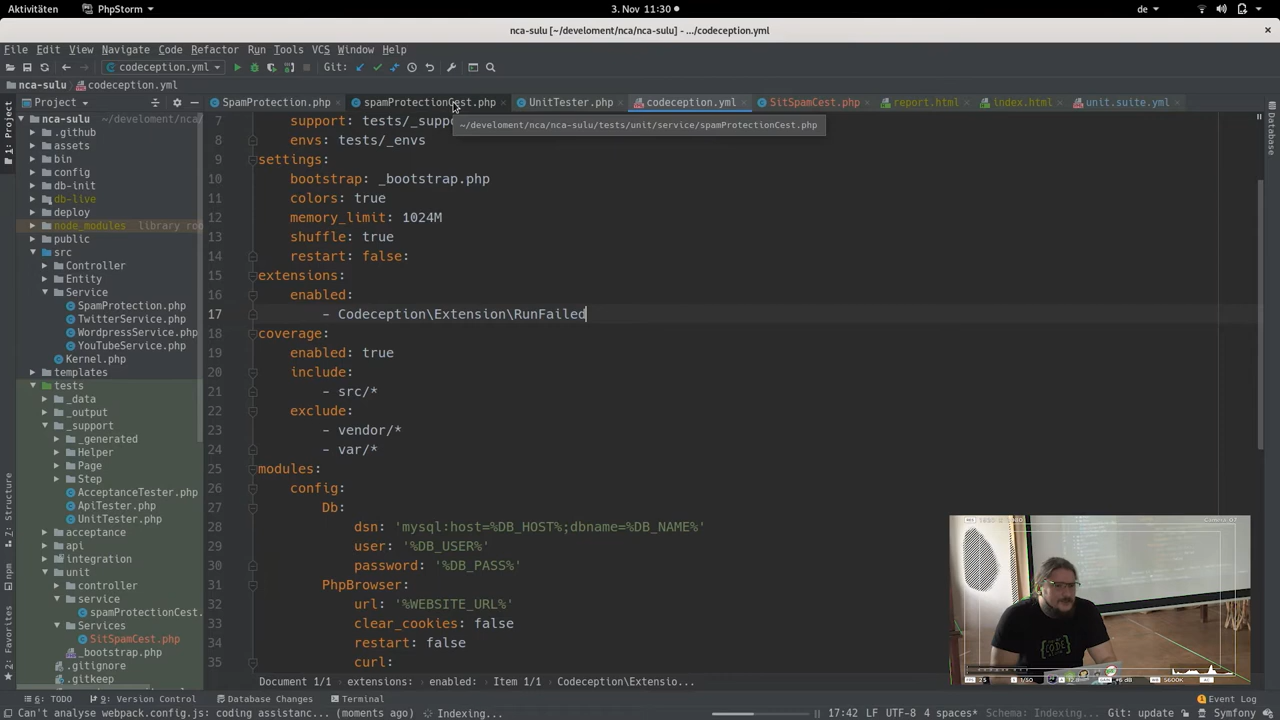 Aktivitäten PhpStorm 3. Nov 11:30 de
nca-sulu [~/develoment/nca/nca-sulu] - .../codeception.yml
File Edit View Navigate Code Refactor Run Tools VCS Window Help
codeception.yml Git:
nca-sulu codeception.yml
Project SpamProtection.php spamProtectionCest.php UnitTester.php codeception.yml SitSpamCest.php report.html index.html unit.suite.yml
~/develoment/nca/nca-sulu/tests/unit/service/spamProtectionCest.php
1: Project
Database
7: Structure
npm
2: Favorites
nca-sulu ~/develoment/nca/
.github
assets
bin
config
db-init
db-live
deploy
node_modules library roo
public
src
Controller
Entity
Service
SpamProtection.php
TwitterService.php
WordpressService.php
YouTubeService.php
Kernel.php
templates
tests
_data
_output
_support
_generated
Helper
Page
Step
AcceptanceTester.php
ApiTester.php
UnitTester.php
acceptance
api
integration
unit
controller
service
spamProtectionCest.
Services
SitSpamCest.php
_bootstrap.php
.gitignore
.gitkeep
7 support: tests/_suppo
8 envs: tests/_envs
9 settings:
10 bootstrap: _bootstrap.php
11 colors: true
12 memory_limit: 1024M
13 shuffle: true
14 restart: false:
15 extensions:
16 enabled:
17 - Codeception\Extension\RunFailed
18 coverage:
19 enabled: true
20 include:
21 - src/*
22 exclude:
23 - vendor/*
24 - var/*
25 modules:
26 config:
27 Db:
28 dsn: 'mysql:host=%DB_HOST%;dbname=%DB_NAME%'
29 user: '%DB_USER%'
30 password: '%DB_PASS%'
31 PhpBrowser:
32 url: '%WEBSITE_URL%'
33 clear_cookies: false
34 restart: false
35 curl:
Document 1/1 extensions: enabled: Item 1/1 Codeception\Extensio...
6: TODO 9: Version Control Database Changes Terminal Event Log
Can't analyse webpack.config.js: coding assistanc... (moments ago) Indexing... 17:42 LF UTF-8 4 spaces* Schema: Indexing... Git: update Symfony